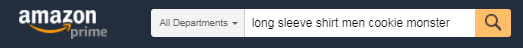 amazon
prime
All Departments
long sleeve shirt men cookie monster